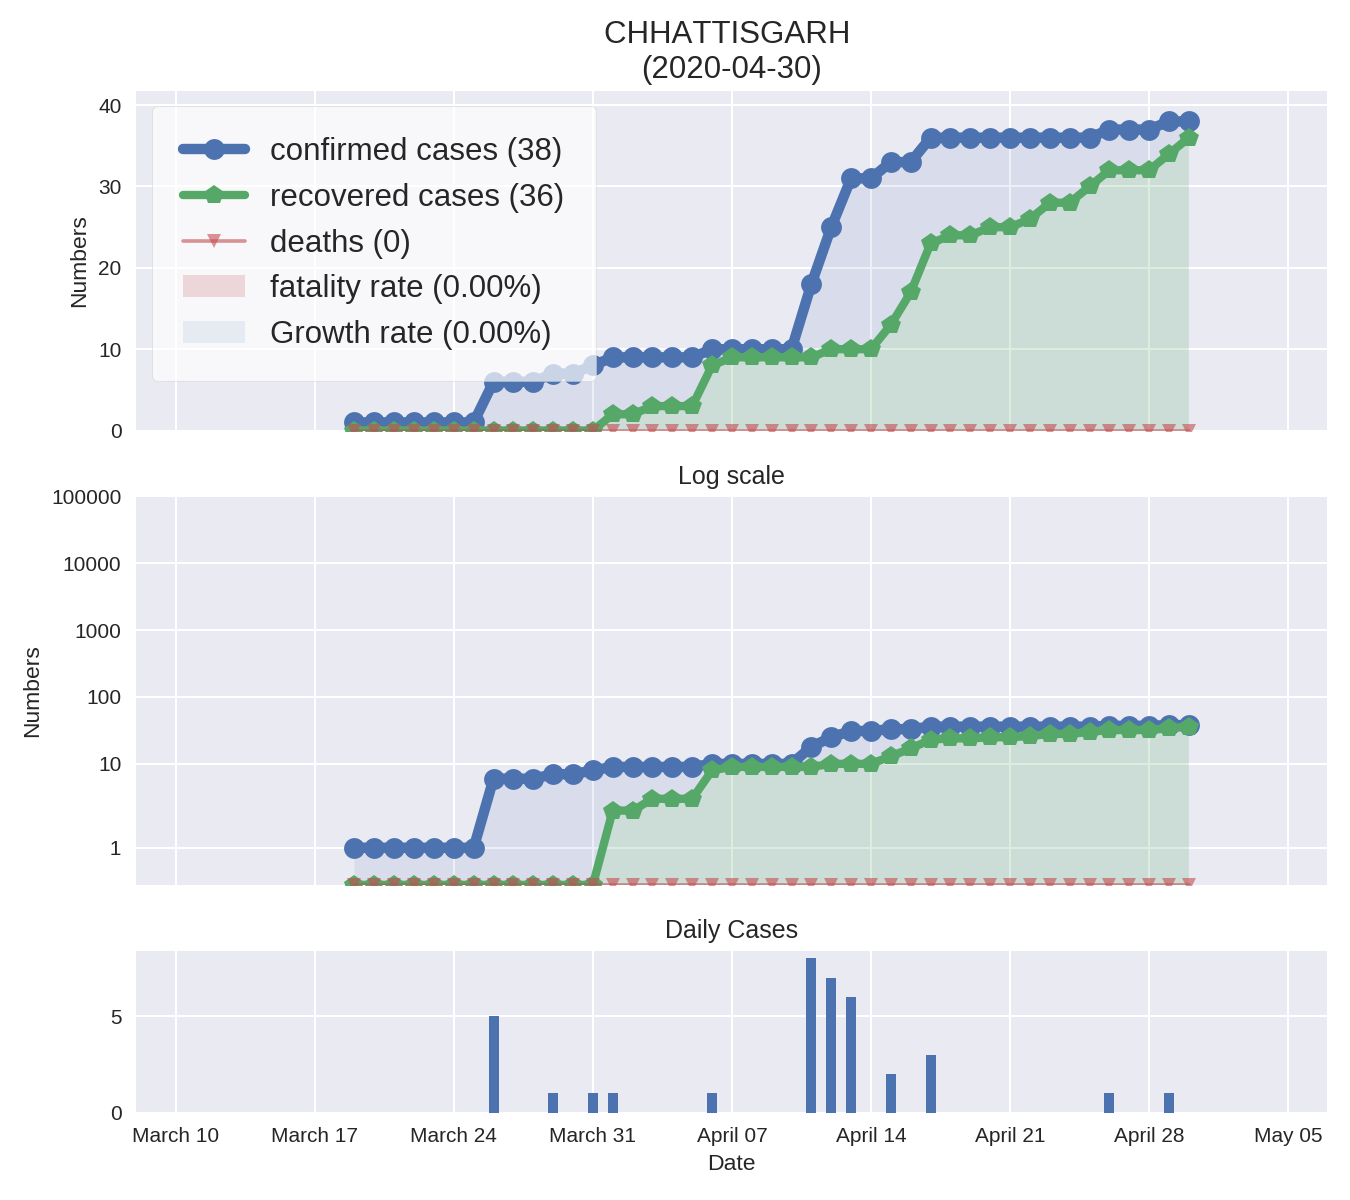 CHHATTISGARH
(2020-04-30)
40
30
20
10
0
Numbers
confirmed cases (38)
recovered cases (36)
deaths (0)
fatality rate (0.00%)
Growth rate (0.00%)
Log scale
100000
10000
1000
100
10
1
Numbers
Daily Cases
5
0
March 10 March 17 March 24 March 31 April 07 April 14 April 21 April 28 May 05
Date